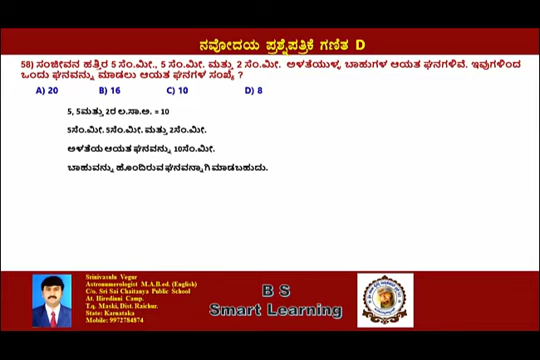 ನವೋದಯ ಪ್ರಶ್ನೆಪತ್ರಿಕೆ ಗಣಿತ D
58) ಸಂಜೀವನ ಹತ್ತಿರ 5 ಸೆಂ.ಮೀ., 5 ಸೆಂ.ಮೀ. ಮತ್ತು 2 ಸೆಂ.ಮೀ. ಅಳತೆಯುಳ್ಳ ಬಾಹುಗಳ ಆಯತ ಘನಗಳಿವೆ. ಇವುಗಳಿಂದ
ಒಂದು ಘನವನ್ನು ಮಾಡಲು ಆಯತ ಘನಗಳ ಸಂಖ್ಯೆ ?
A) 20 B) 16 C) 10 D) 8
5, 5ಮತ್ತು 2ರ ಲ.ಸಾ.ಅ. = 10
5ಸೆಂ.ಮೀ. 5ಸೆಂ.ಮೀ. ಮತ್ತು 2ಸೆಂ.ಮೀ.
ಅಳತೆಯ ಆಯತ ಘನವನ್ನು 10ಸೆಂ.ಮೀ.
ಬಾಹುವನ್ನು ಹೊಂದಿರುವ ಘನವನ್ನಾಗಿ ಮಾಡಬಹುದು.
Srinivasulu Vegur
Astronumerologist M.A.B.ed. (English)
C/o. Sri Sai Chaitanya Public School
At. Hiredinni Camp.
T.q. Maski, Dist. Raichur.
State: Karnataka
Mobile: 9972784874
B S
Smart Learning